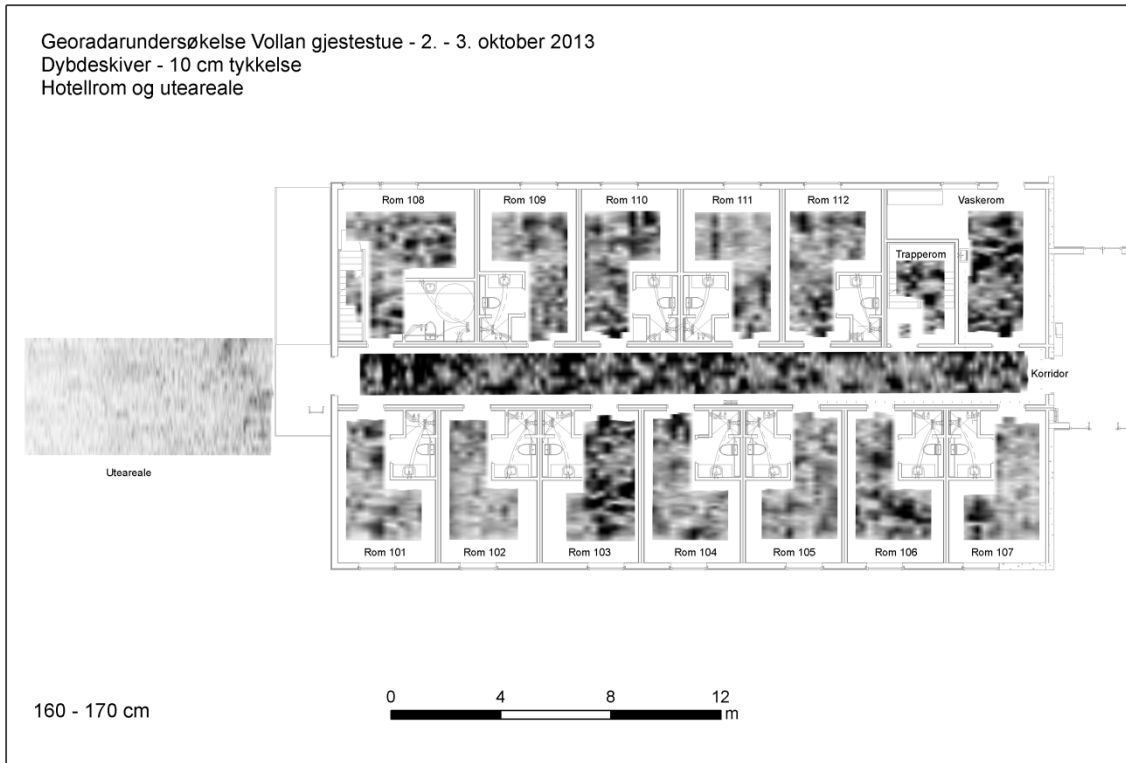 Georadarundersøkelse Vollan gjestestue - 2. - 3. oktober 2013
Dybdeskiver - 10 cm tykkelse
Hotellrom og uteareale
Rom 108
Rom 109
Rom 110
Rom 111
Rom 112
Vaskerom
Trapperom
Korridor
Uteareale
Rom 101
Rom 102
Rom 103
Rom 104
Rom 105
Rom 106
Rom 107
160 - 170 cm
0 4 8 12
m